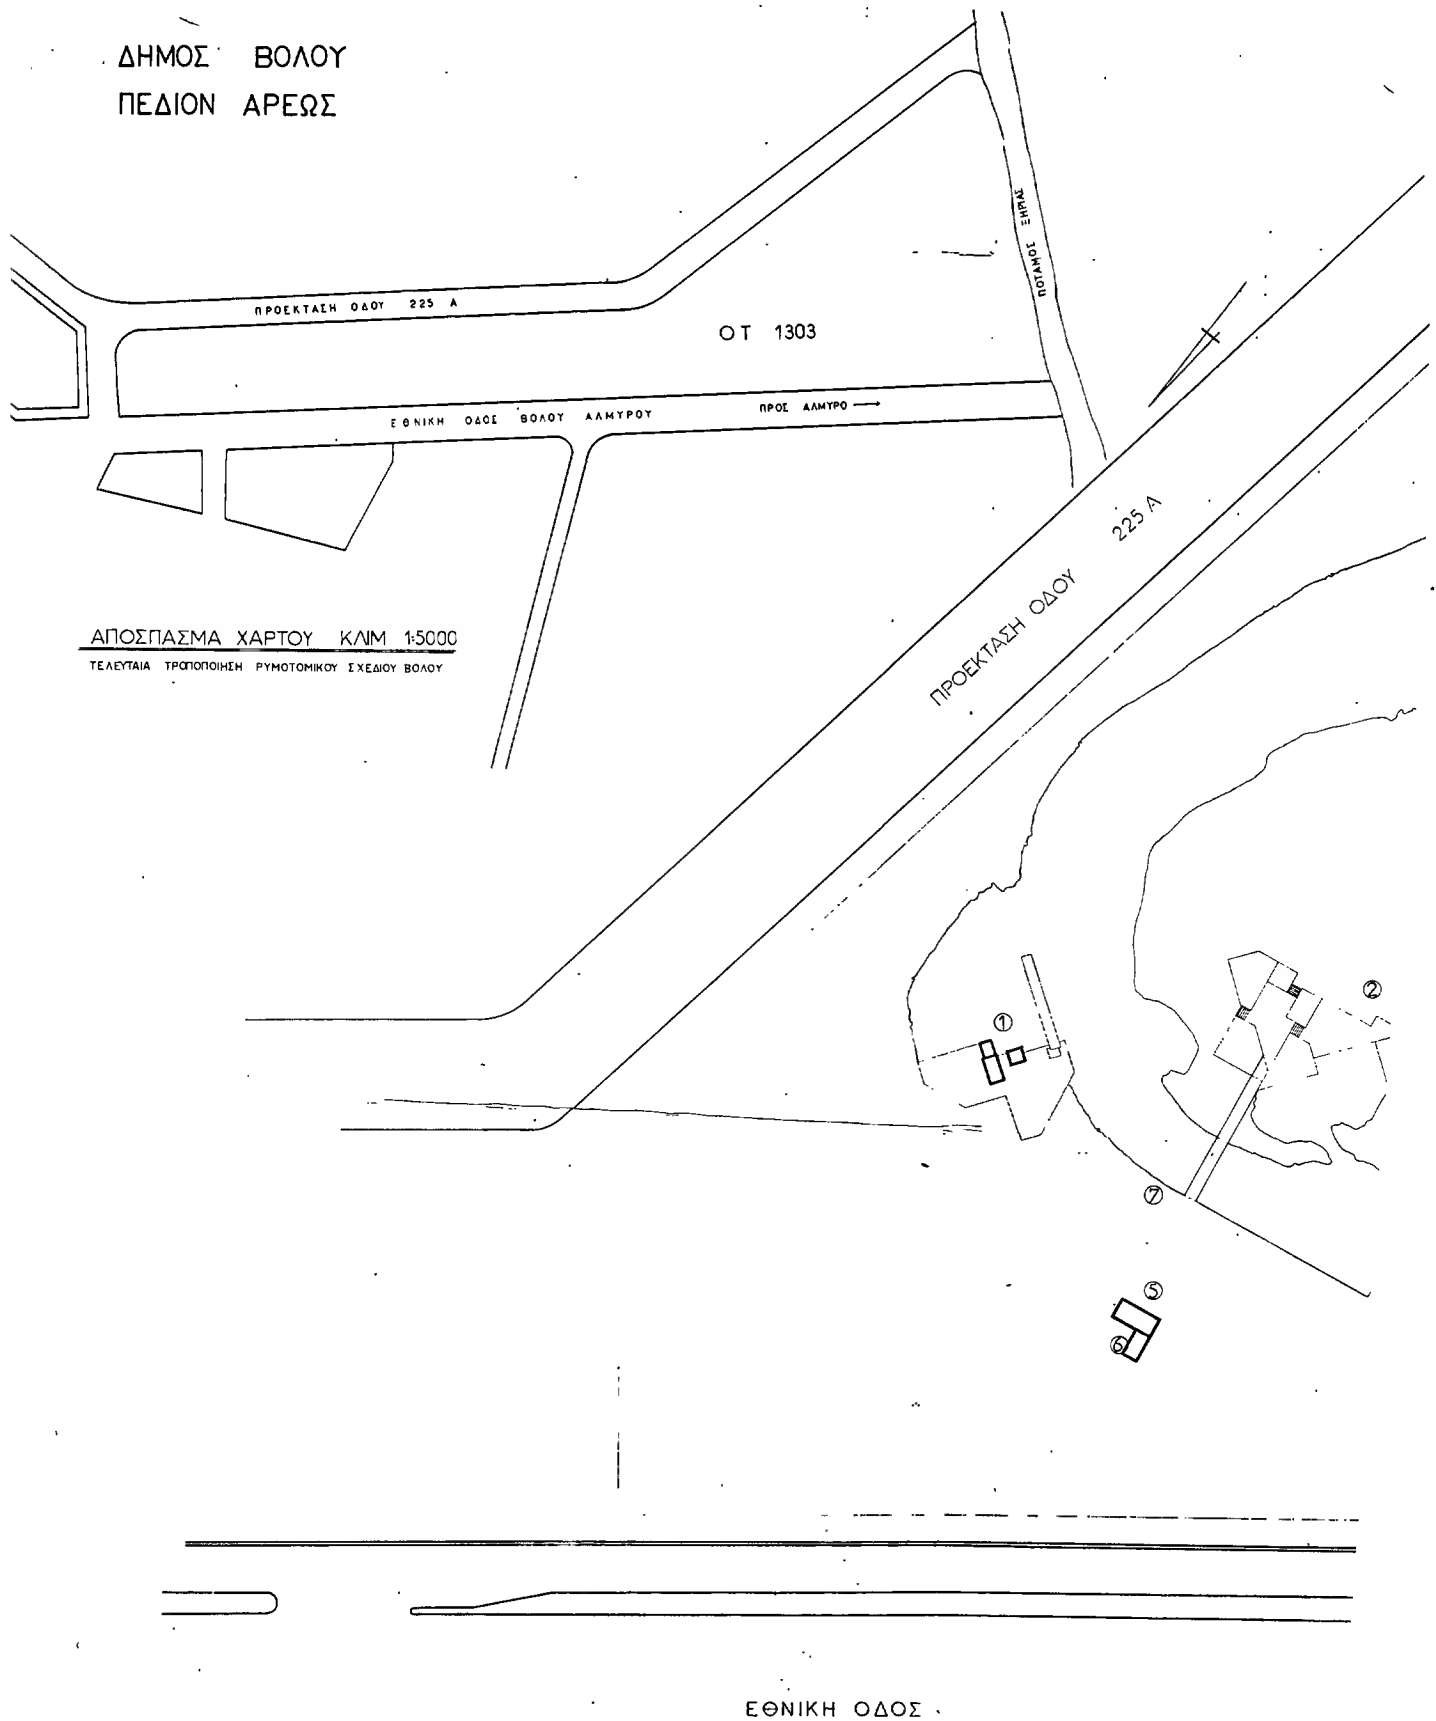 ΔΗΜΟΣ ΒΟΛΟΥ
ΠΕΔΙΟΝ ΑΡΕΩΣ
ΠΟΤΑΜΟΣ ΞΗΡΙΑΣ
ΠΡΟΕΚΤΑΣΗ ΟΔΟΥ 225 Α
ΟΤ 1303
ΕΘΝΙΚΗ ΟΔΟΣ ΒΟΛΟΥ ΑΛΜΥΡΟΥ
ΠΡΟΣ ΑΛΜΥΡΟ →
ΠΡΟΕΚΤΑΣΗ ΟΔΟΥ 225 Α
ΑΠΟΣΠΑΣΜΑ ΧΑΡΤΟΥ ΚΛΙΜ 1:5000
ΤΕΛΕΥΤΑΙΑ ΤΡΟΠΟΠΟΙΗΣΗ ΡΥΜΟΤΟΜΙΚΟΥ ΣΧΕΔΙΟΥ ΒΟΛΟΥ
2
1
7
5
6
ΕΘΝΙΚΗ ΟΔΟΣ